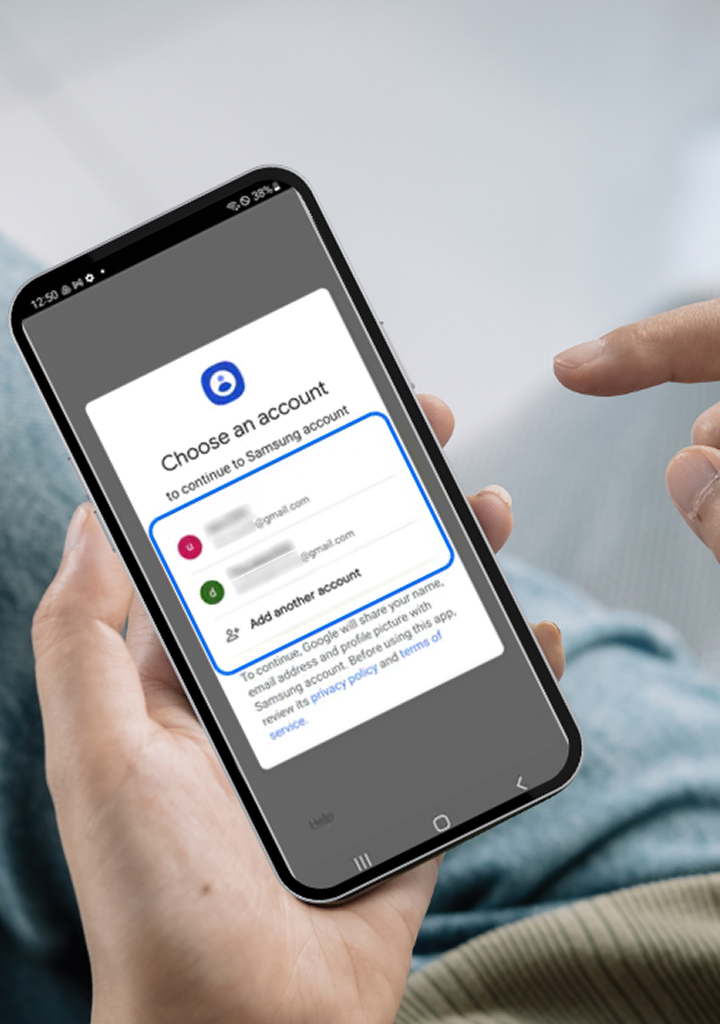 12:50
38%
Choose an account
to continue to Samsung account
u
@gmail.com
d
@gmail.com
Add another account
To continue, Google will share your name,
email address and profile picture with
Samsung account. Before using this app,
review its privacy policy and terms of
service.
Help